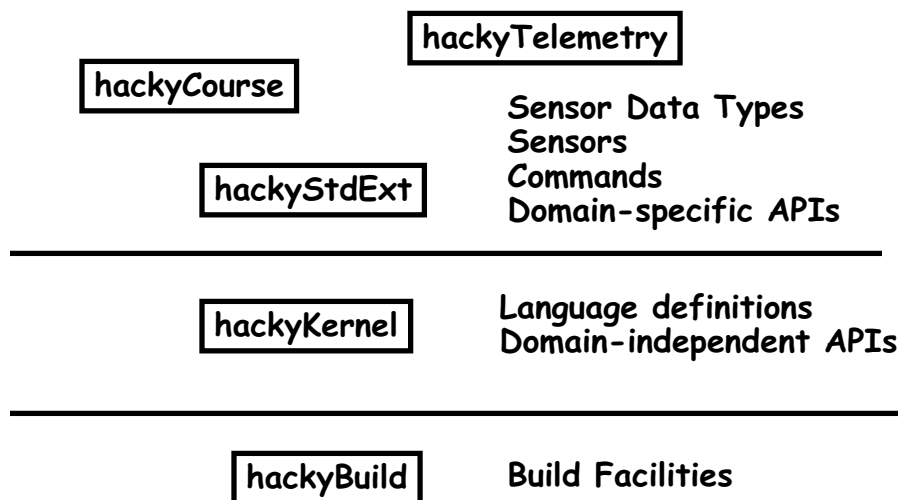 hackyTelemetry
hackyCourse
Sensor Data Types
Sensors
hackyStdExt
Commands
Domain-specific APIs
hackyKernel
Language definitions
Domain-independent APIs
hackyBuild
Build Facilities